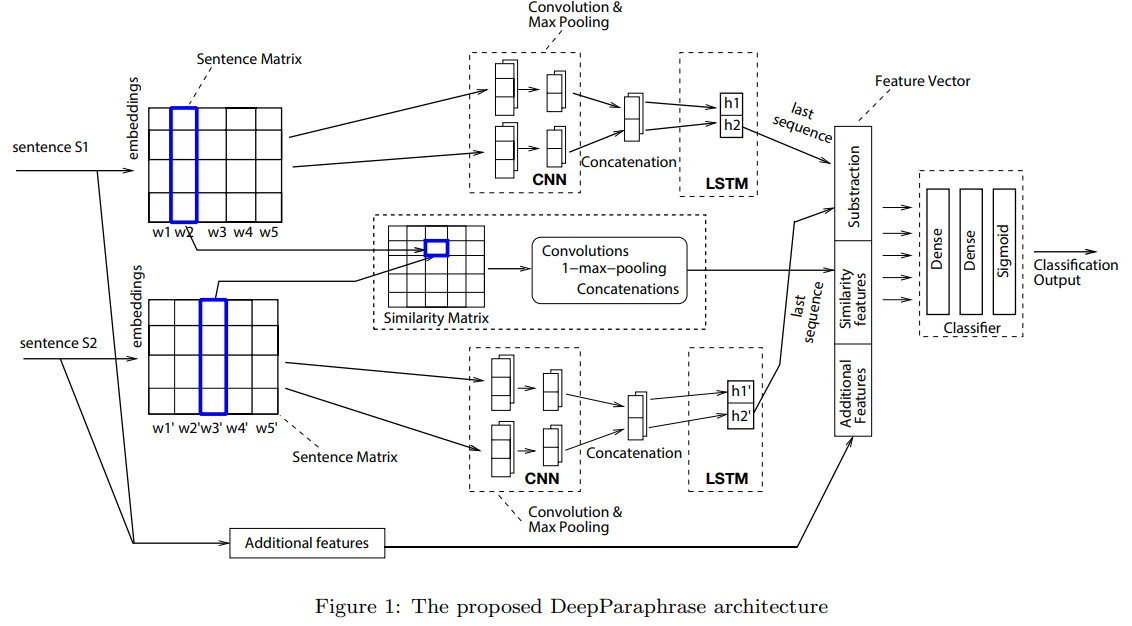 Convolution &
Max Pooling
Sentence Matrix
embeddings
sentence S1
w1 w2 w3 w4 w5
CNN
Concatenation
h1
h2
LSTM
last
sequence
Feature Vector
Substraction
Similarity
features
Additional
Features
Dense
Dense
Sigmoid
Classifier
Classification
Output
Similarity Matrix
Convolutions
1-max-pooling
Concatenations
embeddings
sentence S2
w1' w2' w3' w4' w5'
Sentence Matrix
CNN
Concatenation
h1'
h2'
LSTM
last
sequence
Convolution &
Max Pooling
Additional features
Figure 1: The proposed DeepParaphrase architecture